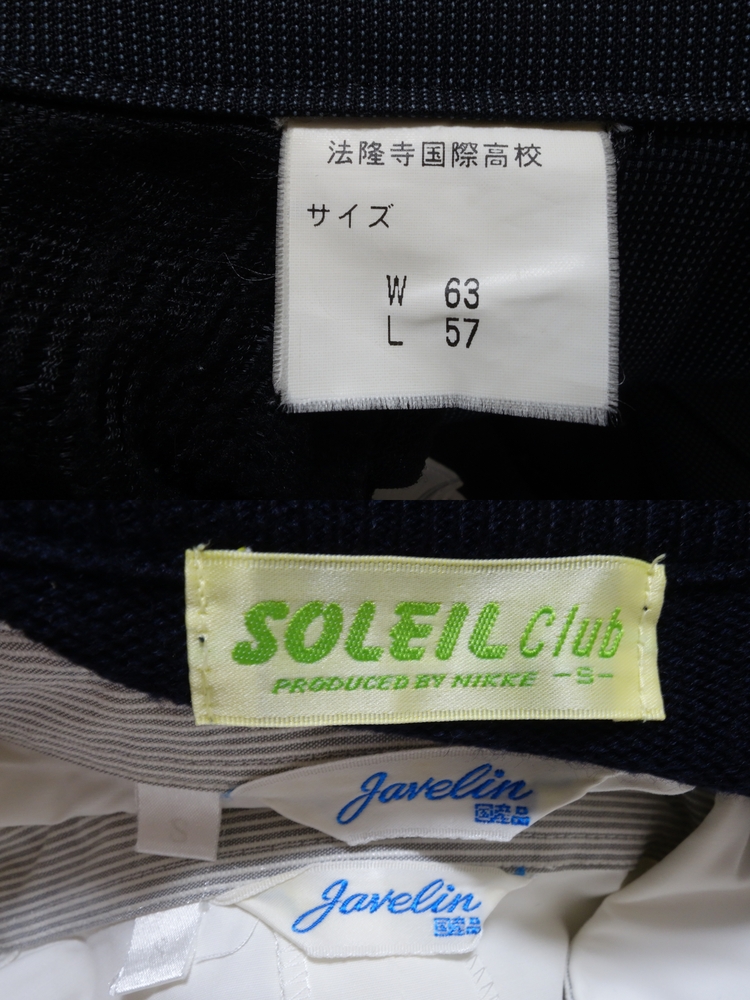 法隆寺国際高校
サイズ
W 63
L 57
SOLEIL Club
PRODUCED BY NIKKE -S-
Javelin
国産品
S
Javelin
国産品